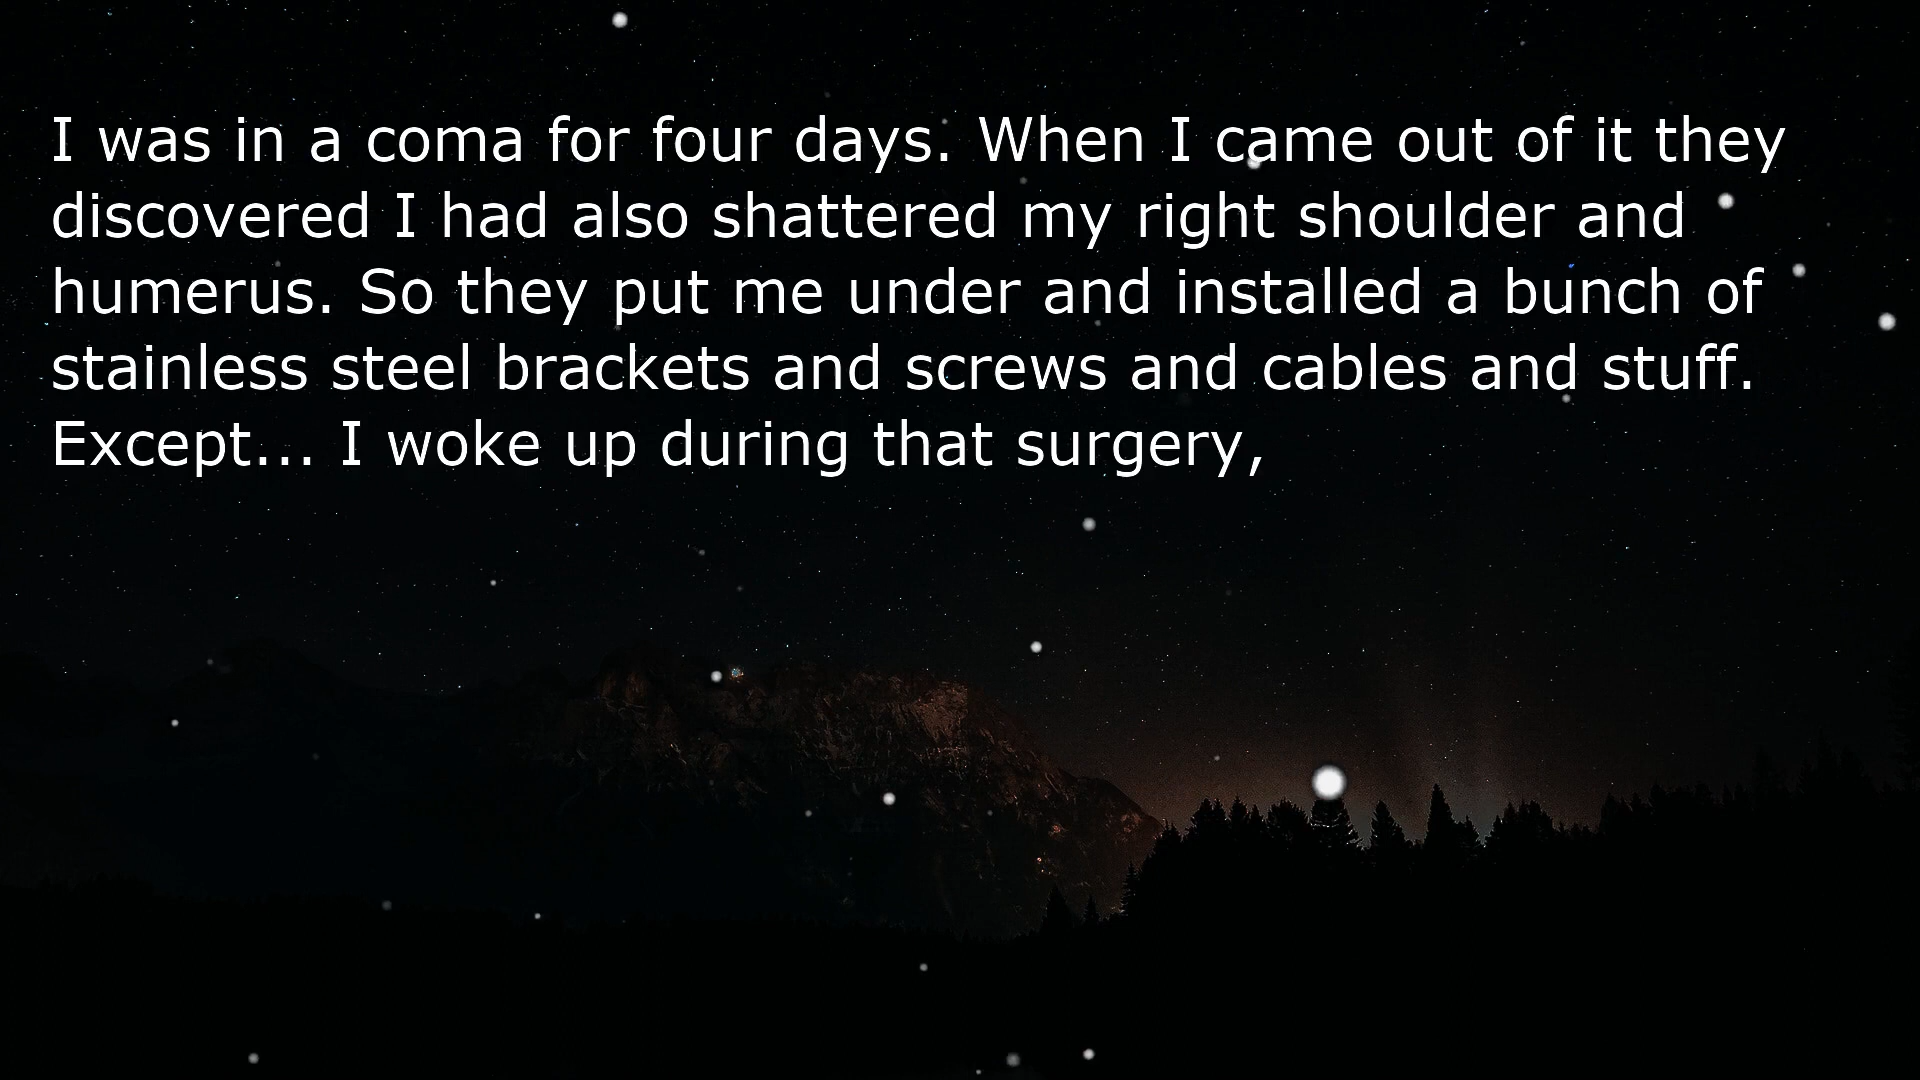 I was in a coma for four days. When I came out of it they
discovered I had also shattered my right shoulder and
humerus. So they put me under and installed a bunch of
stainless steel brackets and screws and cables and stuff.
Except... I woke up during that surgery,